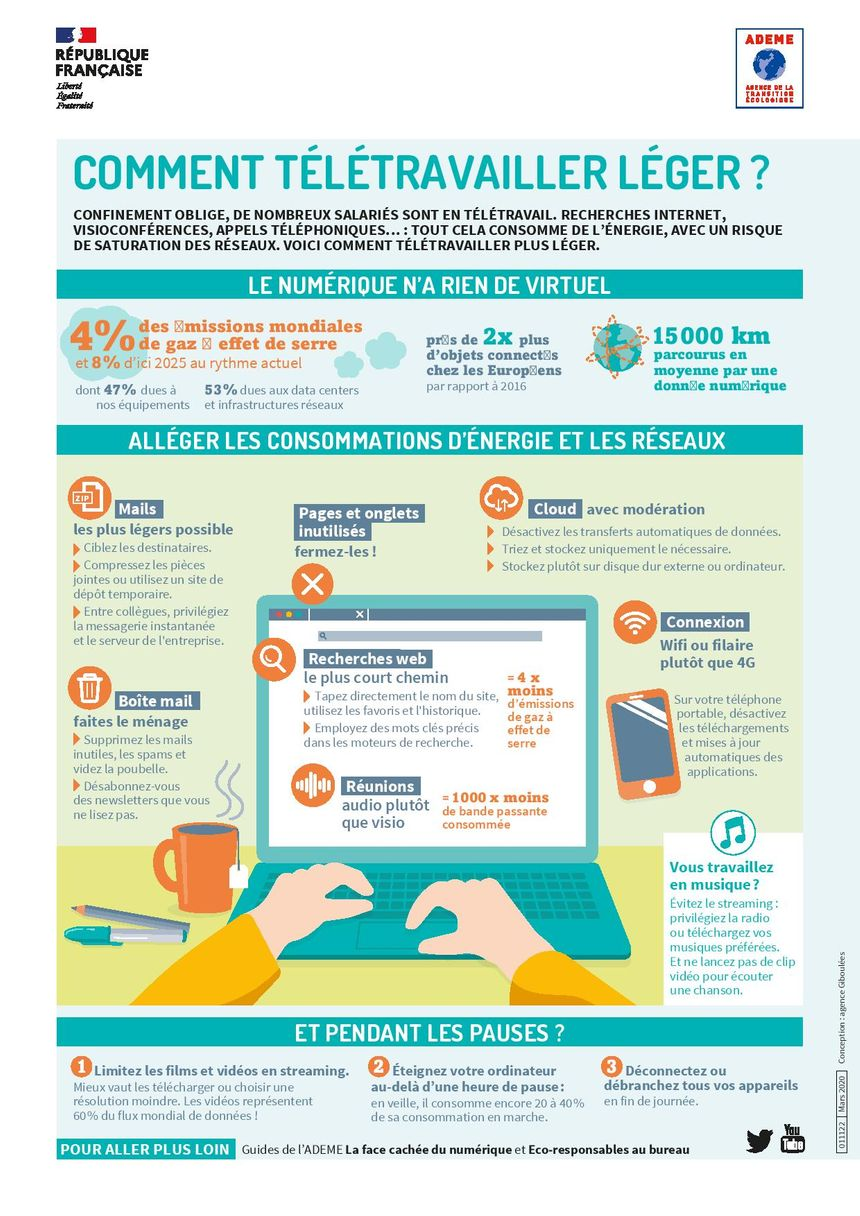 RÉPUBLIQUE
FRANÇAISE
Liberté
Égalité
Fraternité
ADEME
AGENCE DE LA
TRANSITION
ÉCOLOGIQUE
COMMENT TÉLÉTRAVAILLER LÉGER ?
CONFINEMENT OBLIGE, DE NOMBREUX SALARIÉS SONT EN TÉLÉTRAVAIL. RECHERCHES INTERNET,
VISIOCONFÉRENCES, APPELS TÉLÉPHONIQUES... : TOUT CELA CONSOMME DE L'ÉNERGIE, AVEC UN RISQUE
DE SATURATION DES RÉSEAUX. VOICI COMMENT TÉLÉTRAVAILLER PLUS LÉGER.
LE NUMÉRIQUE N'A RIEN DE VIRTUEL
4% des ⍰missions mondiales
de gaz ⍰ effet de serre
et 8% d'ici 2025 au rythme actuel
dont 47% dues à
nos équipements
53% dues aux data centers
et infrastructures réseaux
pr⍰s de 2x plus
d'objets connect⍰s
chez les Europ⍰ens
par rapport à 2016
15000 km
parcourus en
moyenne par une
donn⍰e num⍰rique
ALLÉGER LES CONSOMMATIONS D'ÉNERGIE ET LES RÉSEAUX
ZIP
Mails
les plus légers possible
Ciblez les destinataires.
Compressez les pièces
jointes ou utilisez un site de
dépôt temporaire.
Entre collègues, privilégiez
la messagerie instantanée
et le serveur de l'entreprise.
Pages et onglets
inutilisés
fermez-les !
Cloud avec modération
Désactivez les transferts automatiques de données.
Triez et stockez uniquement le nécessaire.
Stockez plutôt sur disque dur externe ou ordinateur.
Connexion
Wifi ou filaire
plutôt que 4G
Sur votre téléphone
portable, désactivez
les téléchargements
et mises à jour
automatiques des
applications.
Boîte mail
faites le ménage
Supprimez les mails
inutiles, les spams et
videz la poubelle.
Désabonnez-vous
des newsletters que vous
ne lisez pas.
Recherches web
le plus court chemin
Tapez directement le nom du site,
utilisez les favoris et l'historique.
Employez des mots clés précis
dans les moteurs de recherche.
= 4 x
moins
d'émissions
de gaz à
effet de
serre
Réunions
audio plutôt
que visio
= 1000 x moins
de bande passante
consommée
Vous travaillez
en musique ?
Évitez le streaming :
privilégiez la radio
ou téléchargez vos
musiques préférées.
Et ne lancez pas de clip
vidéo pour écouter
une chanson.
ET PENDANT LES PAUSES ?
1 Limitez les films et vidéos en streaming.
Mieux vaut les télécharger ou choisir une
résolution moindre. Les vidéos représentent
60% du flux mondial de données !
2 Éteignez votre ordinateur
au-delà d'une heure de pause :
en veille, il consomme encore 20 à 40%
de sa consommation en marche.
3 Déconnectez ou
débranchez tous vos appareils
en fin de journée.
POUR ALLER PLUS LOIN Guides de l'ADEME La face cachée du numérique et Eco-responsables au bureau
You
Tube
011122 | Mars 2020 | Conception : agence Giboulées